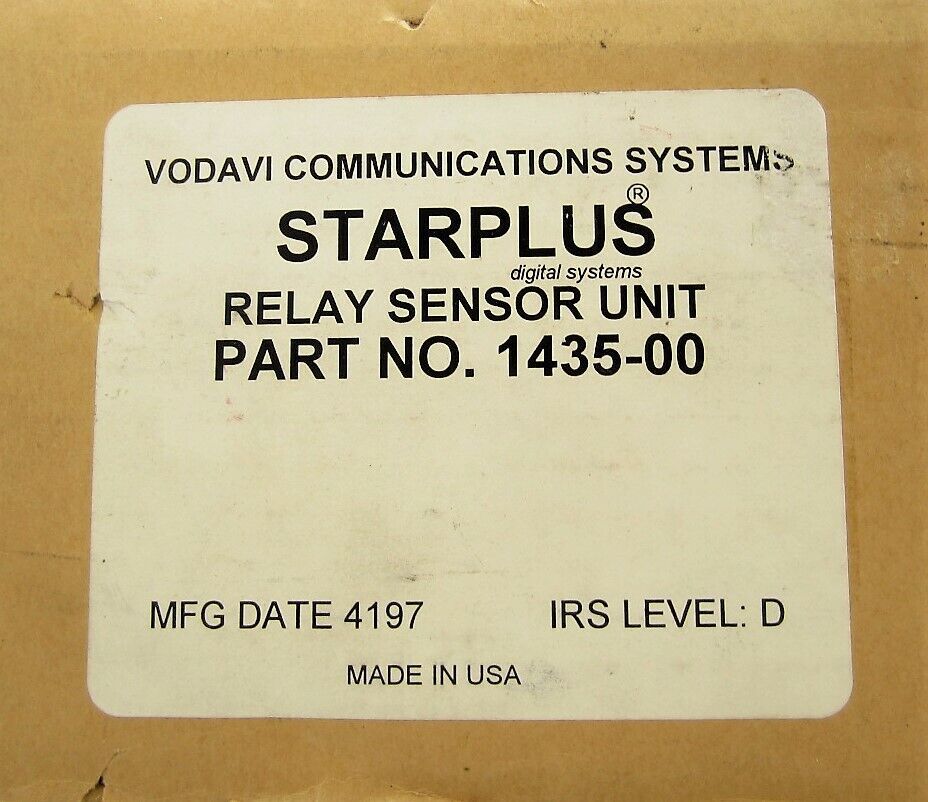 VODAVI COMMUNICATIONS SYSTEMS
STARPLUS®
digital systems
RELAY SENSOR UNIT
PART NO. 1435-00
MFG DATE 4197 IRS LEVEL: D
MADE IN USA